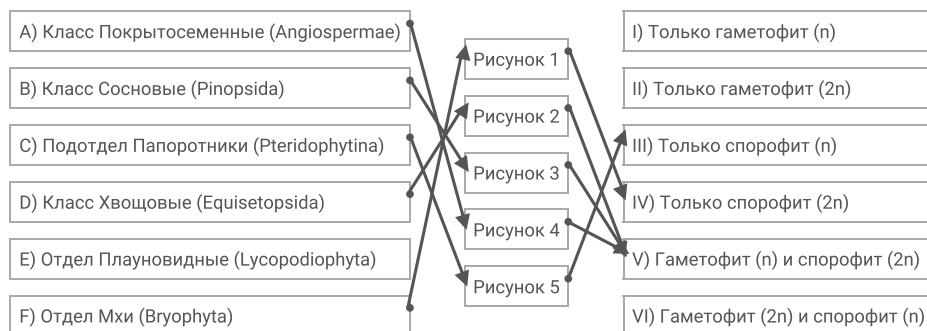 A) Класс Покрытосеменные (Angiospermae)
B) Класс Сосновые (Pinopsida)
C) Подотдел Папоротники (Pteridophytina)
D) Класс Хвощовые (Equisetopsida)
E) Отдел Плауновидные (Lycopodiophyta)
F) Отдел Мхи (Bryophyta)
Рисунок 1
Рисунок 2
Рисунок 3
Рисунок 4
Рисунок 5
I) Только гаметофит (n)
II) Только гаметофит (2n)
III) Только спорофит (n)
IV) Только спорофит (2n)
V) Гаметофит (n) и спорофит (2n)
VI) Гаметофит (2n) и спорофит (n)